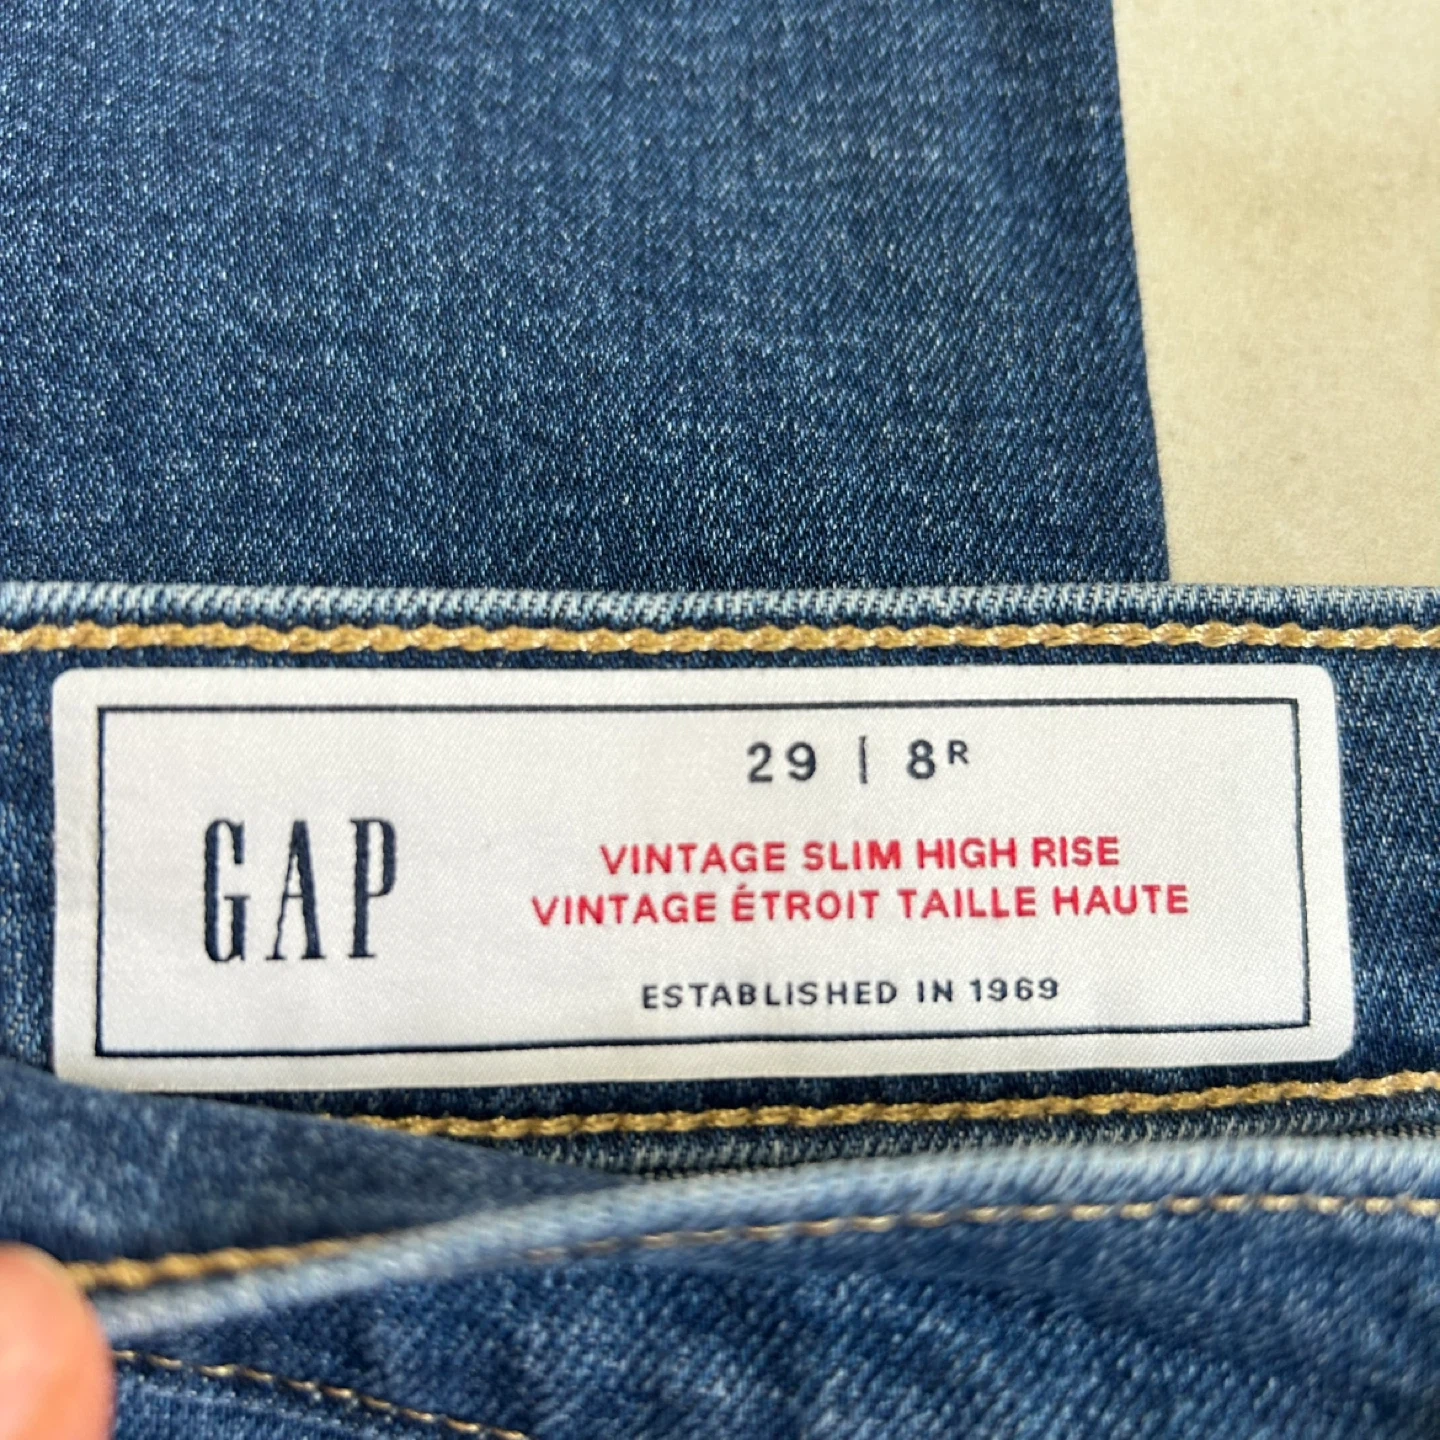 GAP
29 | 8R
VINTAGE SLIM HIGH RISE
VINTAGE ÉTROIT TAILLE HAUTE
ESTABLISHED IN 1969